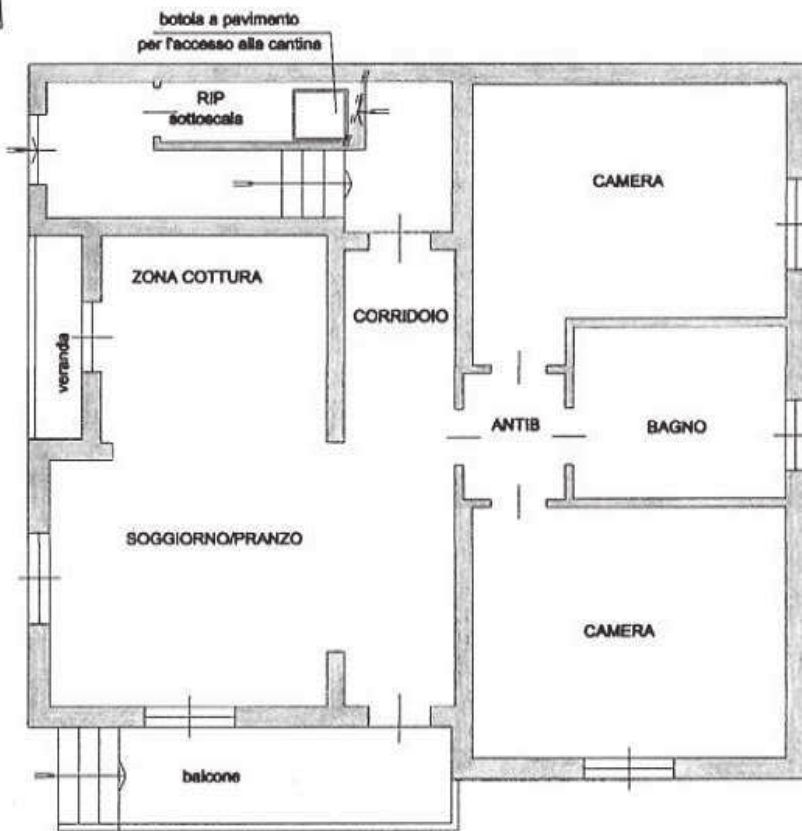 botola a pavimento
per l'accesso alla cantina
RIP
sottoscala
CAMERA
ZONA COTTURA
CORRIDOIO
veranda
ANTIB
BAGNO
SOGGIORNO/PRANZO
CAMERA
balcone